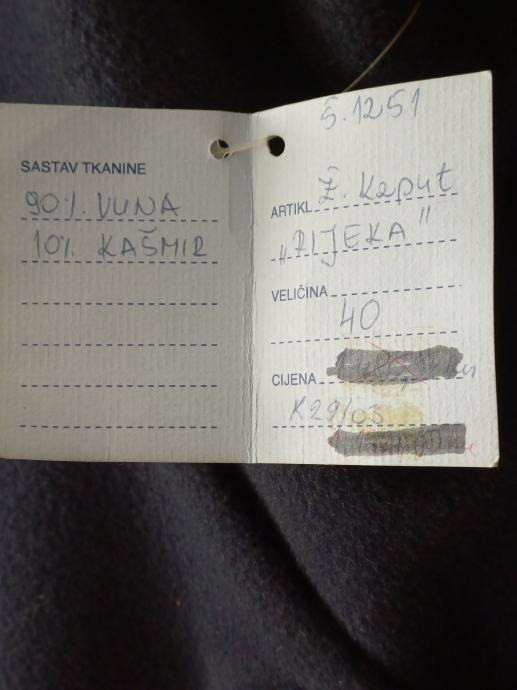 SASTAV TKANINE
90%. VUNA
10%. KAŠMIR
Š.1251
ARTIKL Ž. Kaput
"RIJEKA"
VELIČINA
40
CIJENA
K29/03